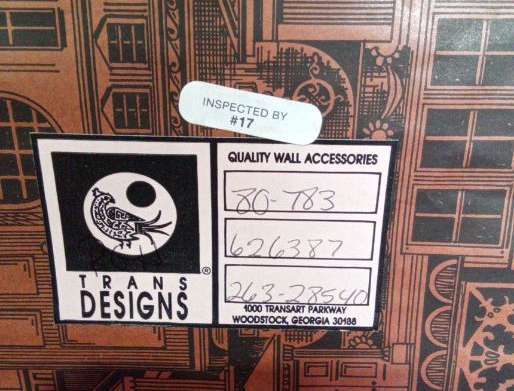 INSPECTED BY
#17
TRANS
DESIGNS
®
QUALITY WALL ACCESSORIES
80-783
626387
263-28540
1000 TRANSART PARKWAY
WOODSTOCK, GEORGIA 30188